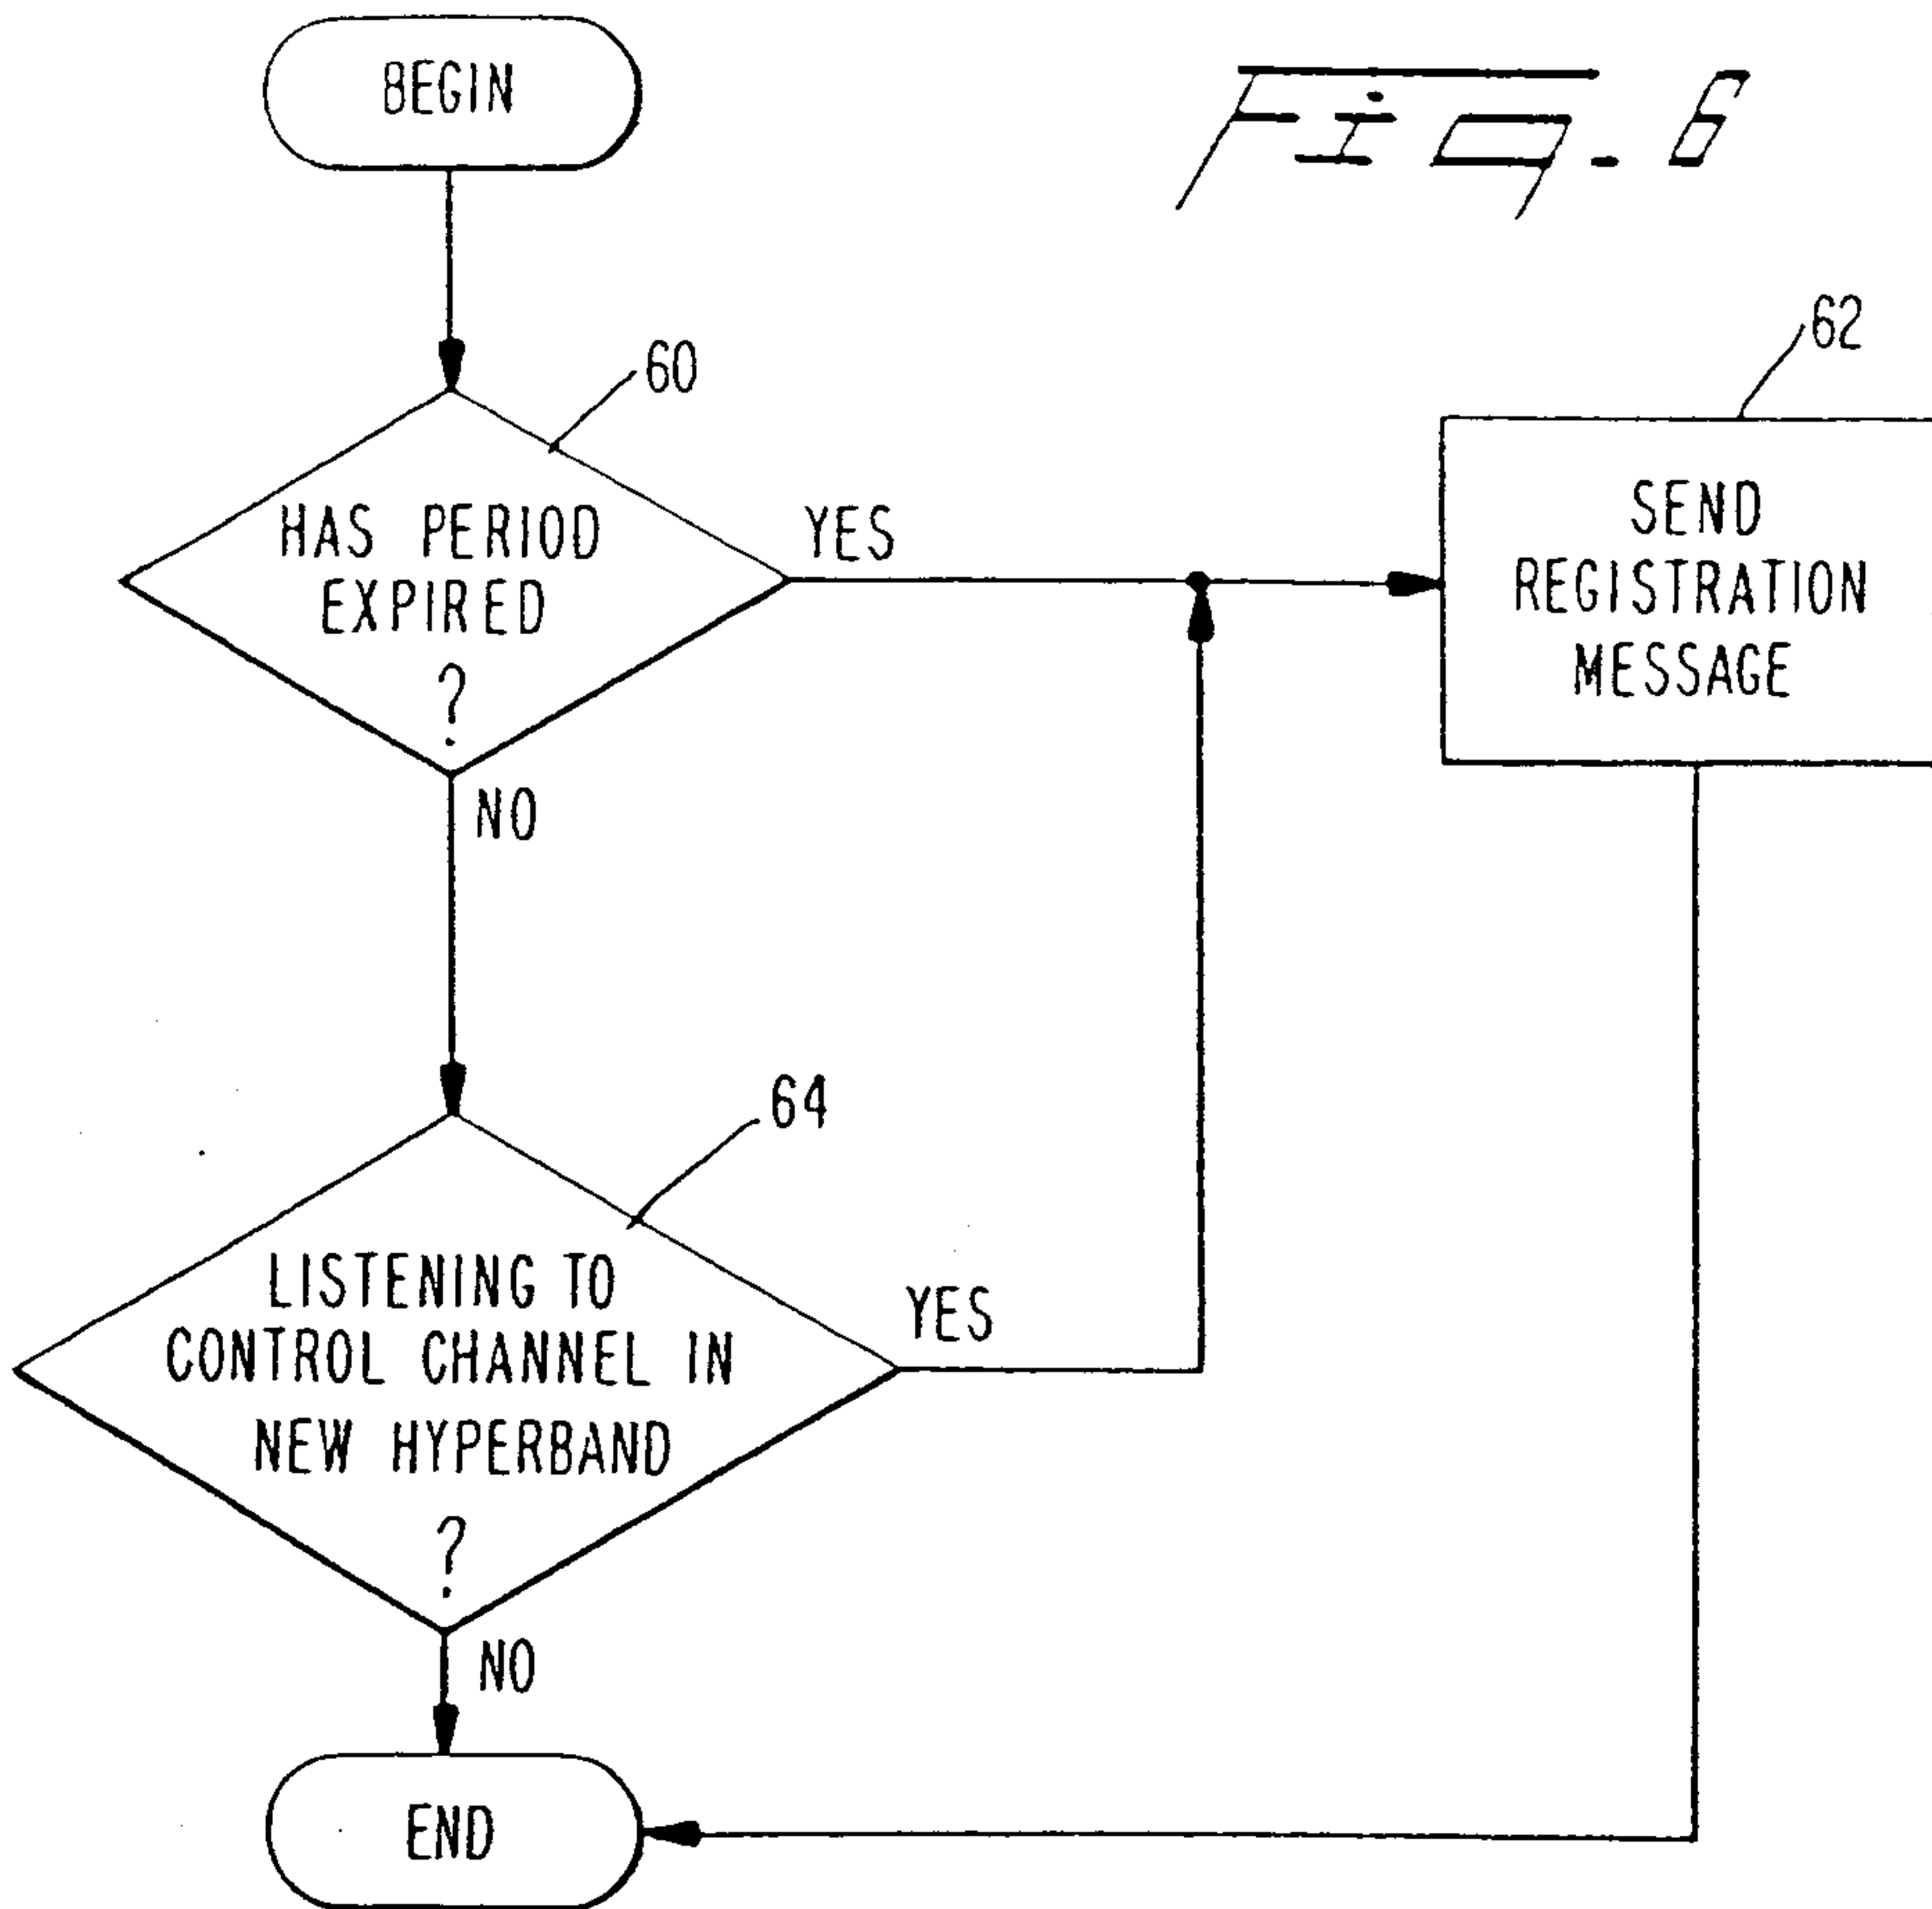 BEGIN
Fig. 6
60
62
HAS PERIOD
EXPIRED
?
YES
NO
SEND
REGISTRATION
MESSAGE
64
LISTENING TO
CONTROL CHANNEL IN
NEW HYPERBAND
?
YES
NO
END